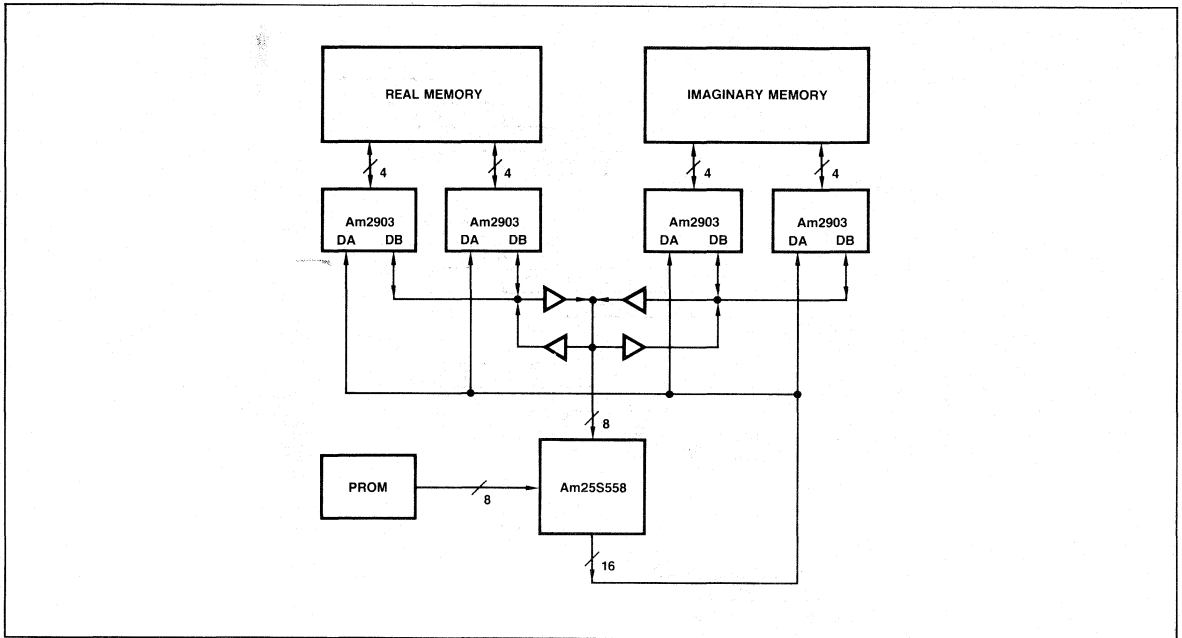 REAL MEMORY
IMAGINARY MEMORY
4
4
4
4
Am2903
DA DB
Am2903
DA DB
Am2903
DA DB
Am2903
DA DB
8
PROM
8
Am25S558
16